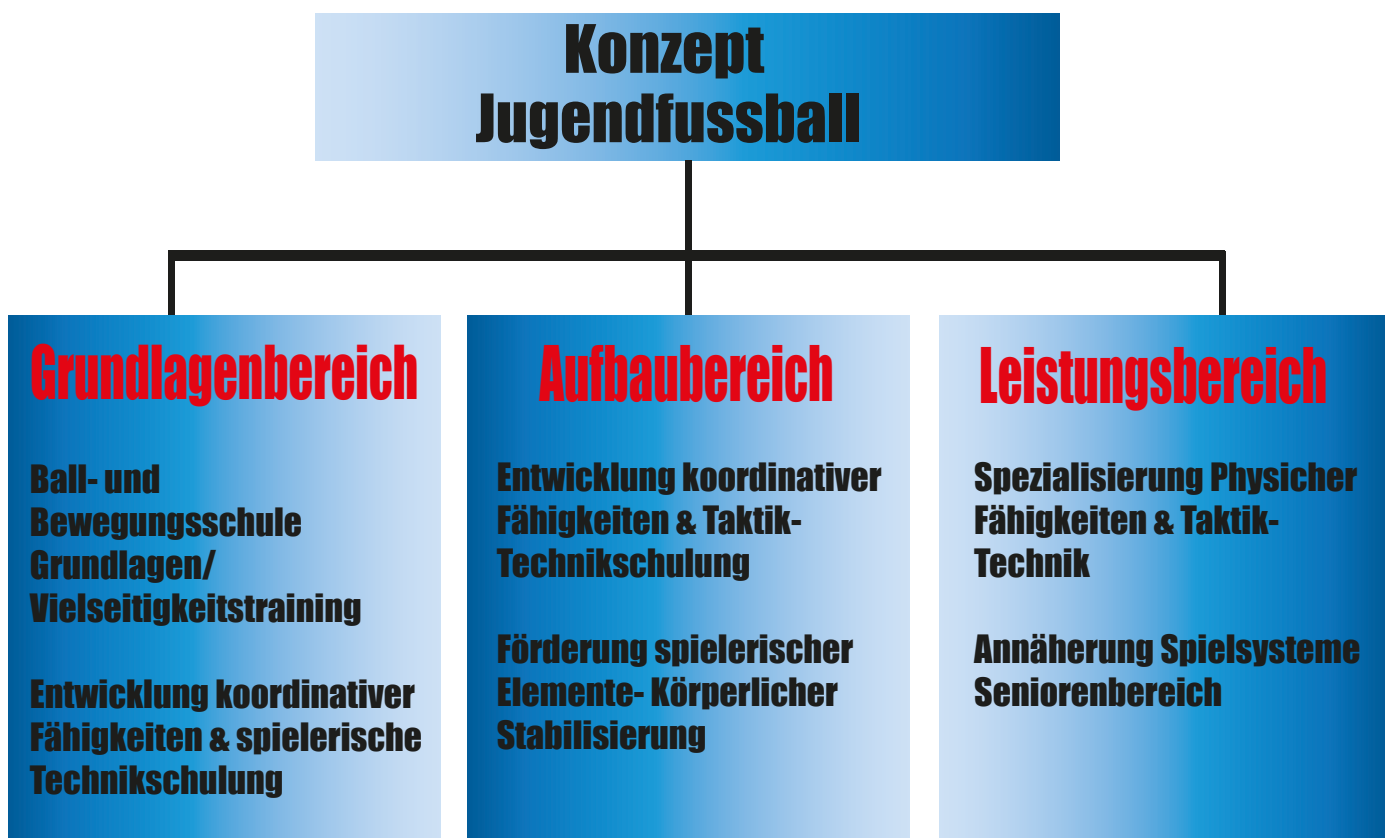 Konzept
Jugendfussball
Grundlagenbereich
Ball- und
Bewegungsschule
Grundlagen/
Vielseitigkeitstraining
Entwicklung koordinativer
Fähigkeiten & spielerische
Technikschulung
Aufbaubereich
Entwicklung koordinativer
Fähigkeiten & Taktik-
Technikschulung
Förderung spielerischer
Elemente- Körperlicher
Stabilisierung
Leistungsbereich
Spezialisierung Physicher
Fähigkeiten & Taktik-
Technik
Annäherung Spielsysteme
Seniorenbereich